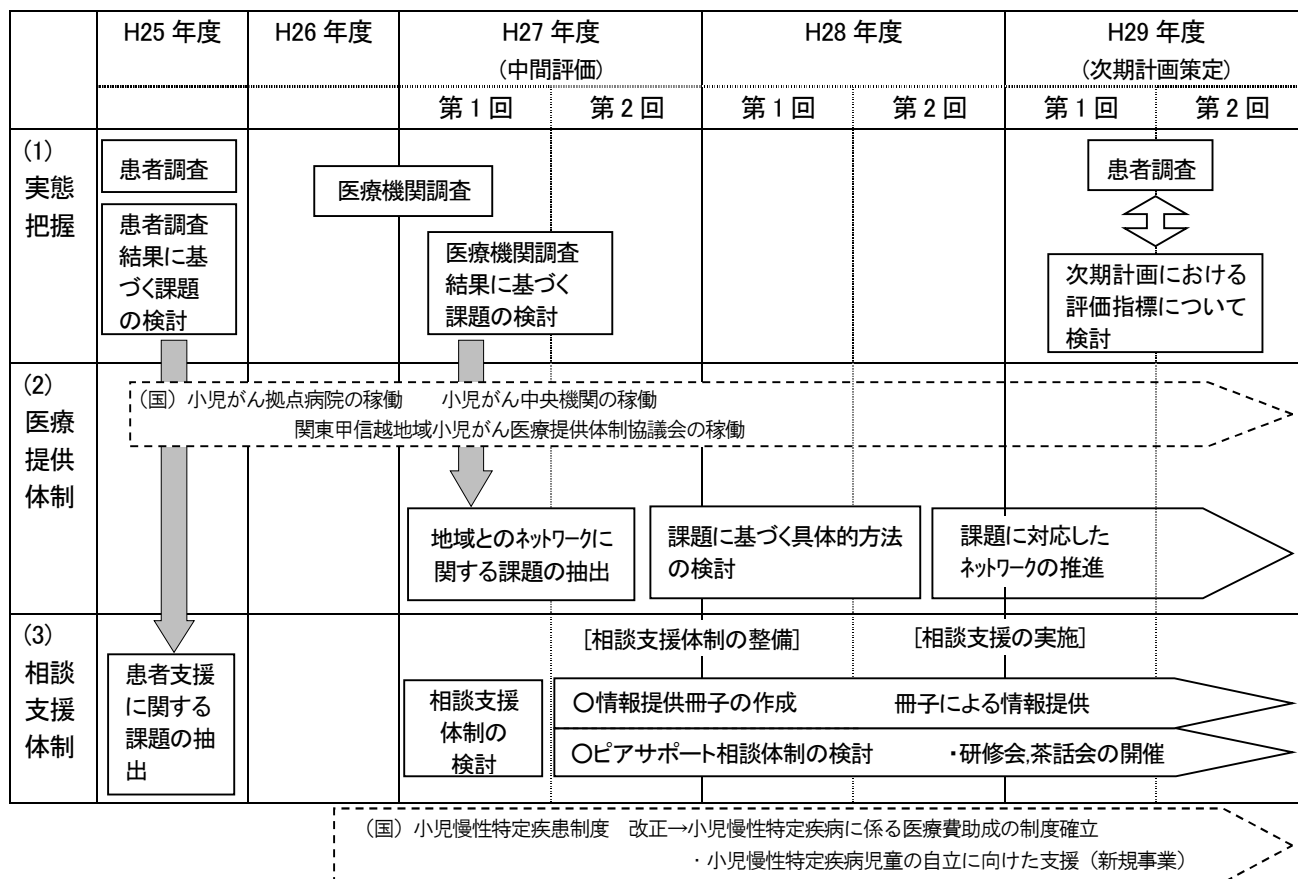 H25 年度
H26 年度
H27 年度
(中間評価)
H28 年度
H29 年度
(次期計画策定)
第１回
第２回
第１回
第２回
第１回
第２回
(1)
実態
把握
患者調査
患者調査
結果に基
づく課題
の検討
医療機関調査
医療機関調査
結果に基づく
課題の検討
患者調査
次期計画における
評価指標について
検討
(2)
医療
提供
体制
（国）小児がん拠点病院の稼働　　小児がん中央機関の稼働
関東甲信越地域小児がん医療提供体制協議会の稼働
地域とのネットワークに
関する課題の抽出
課題に基づく具体的方法
の検討
課題に対応した
ネットワークの推進
(3)
相談
支援
体制
患者支援
に関する
課題の抽
出
相談支援
体制の
検討
[相談支援体制の整備]
[相談支援の実施]
○情報提供冊子の作成
冊子による情報提供
○ピアサポート相談体制の検討
・研修会,茶話会の開催
（国）小児慢性特定疾患制度　改正→小児慢性特定疾病に係る医療費助成の制度確立
・小児慢性特定疾病児童の自立に向けた支援（新規事業）